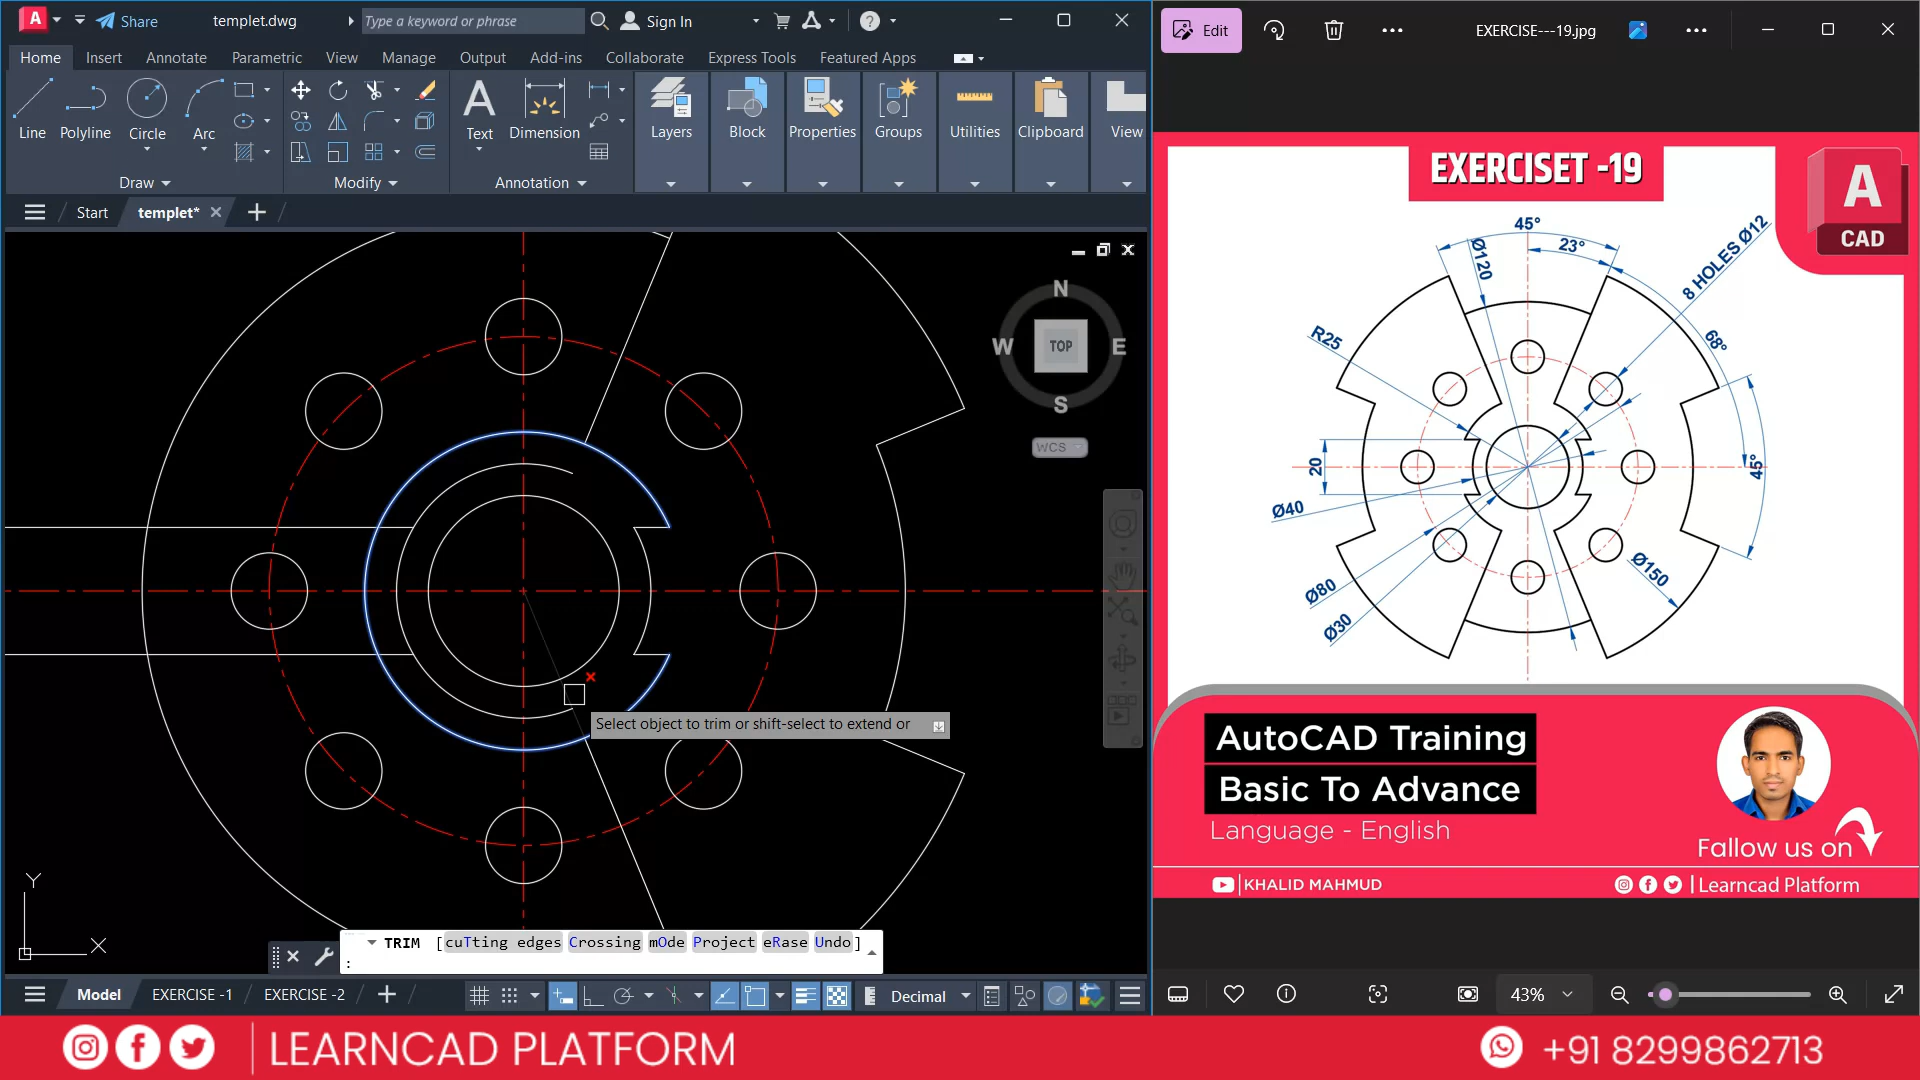 A Share templet.dwg Type a keyword or phrase Sign In ?
Home Insert Annotate Parametric View Manage Output Add-ins Collaborate Express Tools Featured Apps
Line Polyline Circle Arc Text Dimension Layers Block Properties Groups Utilities Clipboard View
Draw Modify Annotation
Start templet*
N
W TOP E
S
WCS
Select object to trim or shift-select to extend or
Y
X
TRIM [cuTting edges Crossing mOde Project eRase Undo]
:
Model EXERCISE -1 EXERCISE -2 Decimal
Edit EXERCISE---19.jpg
EXERCISET -19
A
CAD
45°
23°
Ø120
8 HOLES Ø12
R25
68°
20
45°
Ø40
Ø80
Ø30
Ø150
AutoCAD Training
Basic To Advance
Language - English
Fallow us on
KHALID MAHMUD
|Learncad Platform
43%
LEARNCAD PLATFORM
+91 8299862713